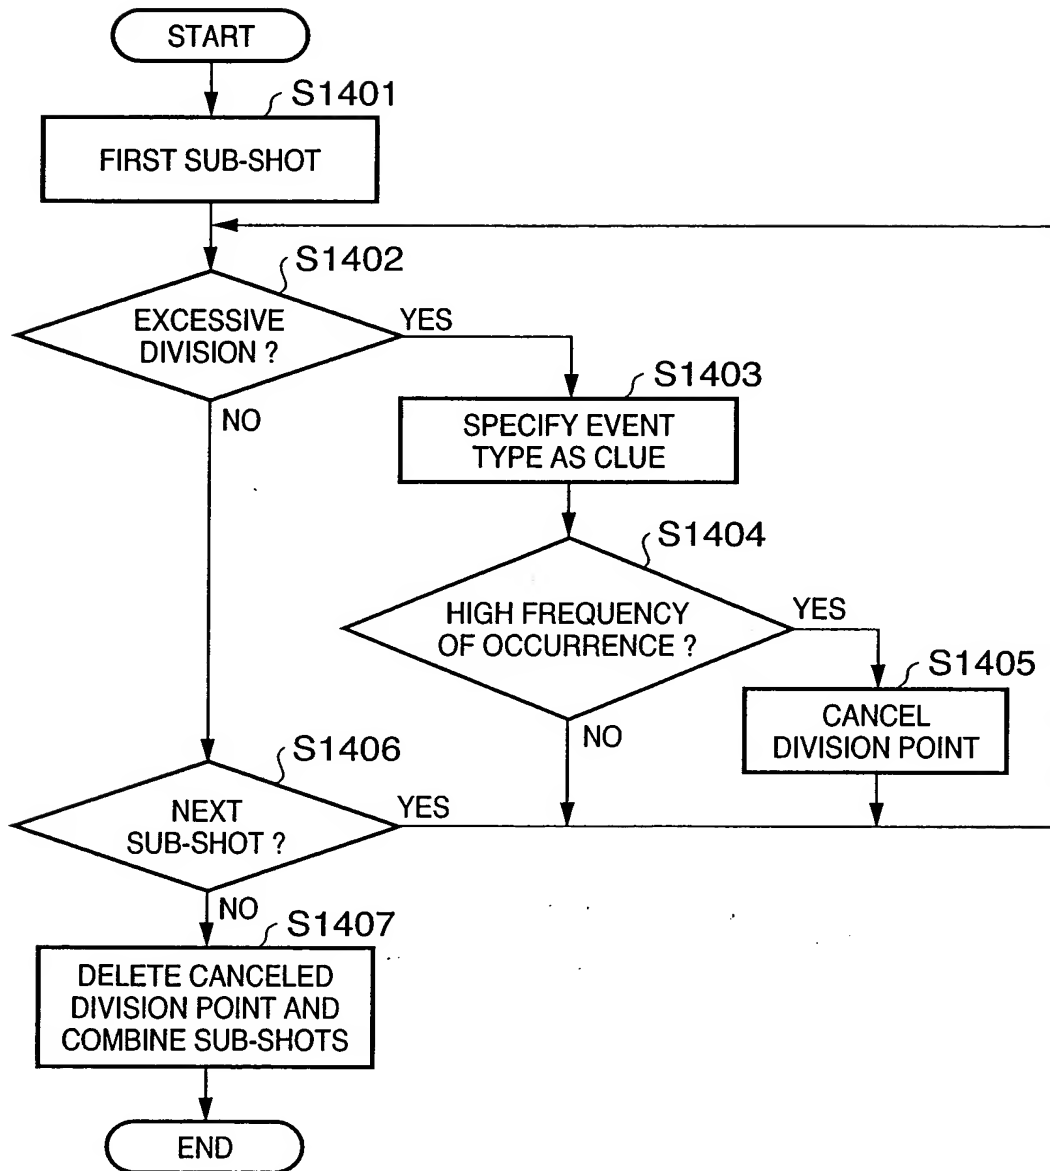 START
S1401
FIRST SUB-SHOT
S1402
EXCESSIVE
DIVISION ?
YES
NO
S1403
SPECIFY EVENT
TYPE AS CLUE
S1404
HIGH FREQUENCY
OF OCCURRENCE ?
YES
NO
S1405
CANCEL
DIVISION POINT
S1406
NEXT
SUB-SHOT ?
YES
NO
S1407
DELETE CANCELED
DIVISION POINT AND
COMBINE SUB-SHOTS
END